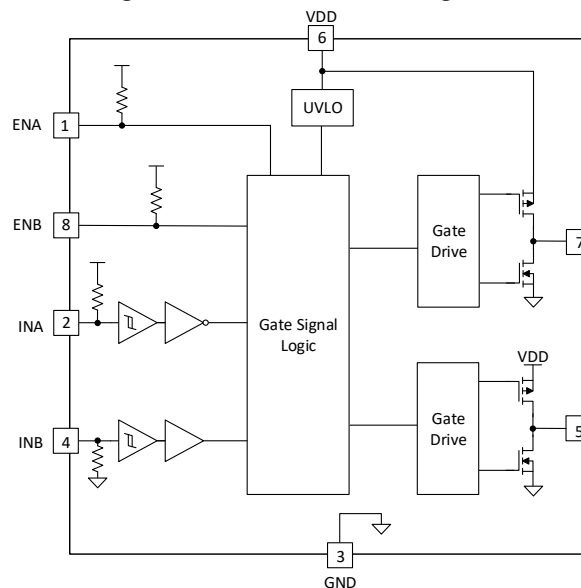 VDD
6
UVLO
ENA 1
ENB 8
Gate
Drive
7
INA 2
Gate Signal
Logic
VDD
INB 4
Gate
Drive
5
3
GND